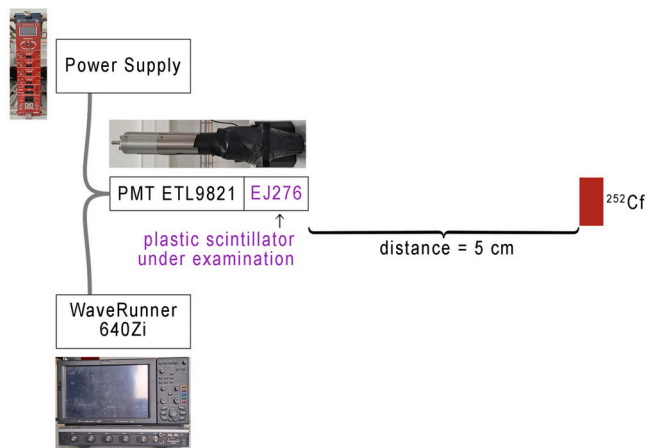 Power Supply
PMT ETL9821
EJ276
plastic scintillator
under examination
distance = 5 cm
²⁵²Cf
WaveRunner
640Zi